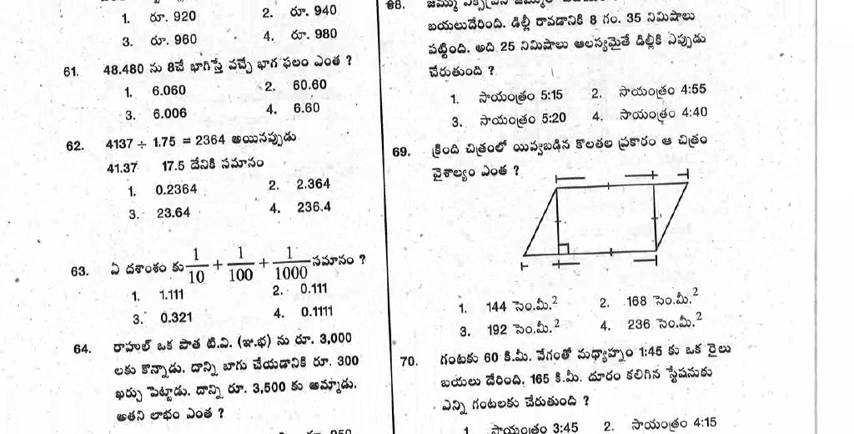 1. రూ. 920 2. రూ. 940
3. రూ. 960 4. రూ. 980
61. 48.480 ను 8చే భాగిస్తే వచ్చే భాగ ఫలం ఎంత ?
1. 6.060 2. 60.60
3. 6.006 4. 6.60
62. 4137 ÷ 1.75 = 2364 అయినప్పుడు
41.37 17.5 దేనికి సమానం
1. 0.2364 2. 2.364
3. 23.64 4. 236.4
63. ఏ దశాంశం కు 1/10 + 1/100 + 1/1000 సమానం ?
1. 1.111 2. 0.111
3. 0.321 4. 0.1111
64. రాహుల్ ఒక పాత టి.వి. (ఇ.భ) ను రూ. 3,000
లకు కొన్నాడు. దాన్ని బాగు చేయడానికి రూ. 300
ఖర్చు పెట్టాడు. దాన్ని రూ. 3,500 కు అమ్మాడు.
అతని లాభం ఎంత ?
68.
బయలుదేరింది. డిల్లీ రావడానికి 8 గం. 35 నిమిషాలు
పట్టింది. అది 25 నిమిషాలు ఆలస్యమైతే డిల్లీకి ఎప్పుడు
చేరుతుంది ?
1. సాయంత్రం 5:15 2. సాయంత్రం 4:55
3. సాయంత్రం 5:20 4. సాయంత్రం 4:40
69. క్రింది చిత్రంలో యివ్వబడిన కొలతల ప్రకారం ఆ చిత్రం
వైశాల్యం ఎంత ?
1. 144 సెం.మీ.² 2. 168 సెం.మీ.²
3. 192 సెం.మీ.² 4. 236 సెం.మీ.²
70. గంటకు 60 కి.మీ. వేగంతో మధ్యాహ్నం 1:45 కు ఒక రైలు
బయలు దేరింది. 165 కి.మీ. దూరం కలిగిన స్టేషనుకు
ఎన్ని గంటలకు చేరుతుంది ?
1 సాయంత్రం 3:45 2. సాయంత్రం 4:15